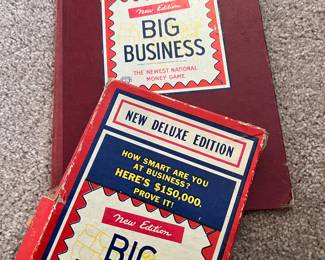 New Edition
BIG
BUSINESS
THE NEWEST NATIONAL
MONEY GAME
NEW DELUXE EDITION
HOW SMART ARE YOU
AT BUSINESS?
HERE'S $150,000.
PROVE IT!
New Edition
BIG